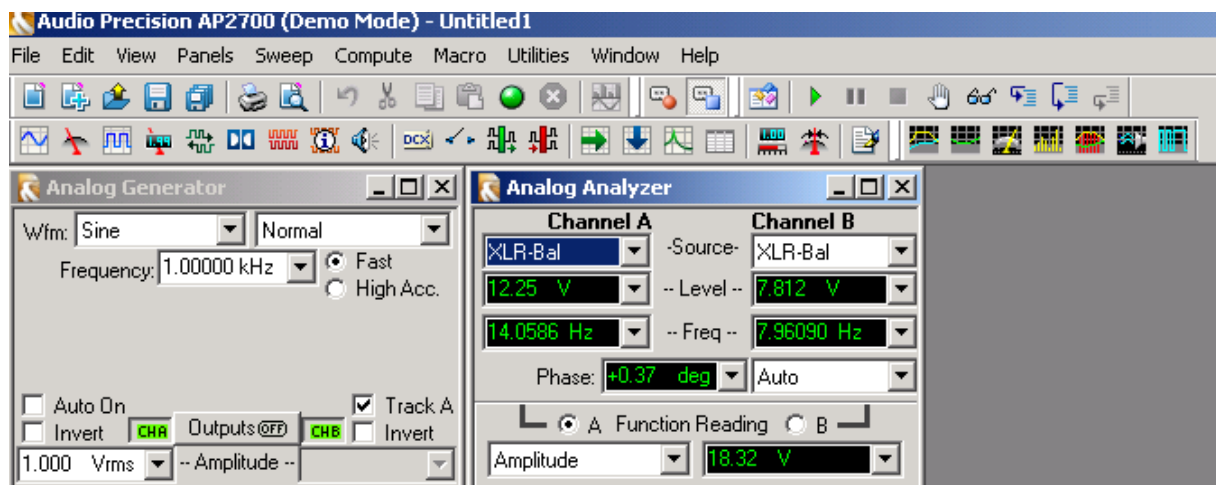 Audio Precision AP2700 (Demo Mode) - Untitled1
File Edit View Panels Sweep Compute Macro Utilities Window Help
Analog Generator
Wfm: Sine Normal
Frequency: 1.00000 kHz Fast
High Acc.
Auto On Track A
Invert CHA Outputs OFF CHB Invert
1.000 Vrms -- Amplitude --
Analog Analyzer
Channel A Channel B
XLR-Bal -Source- XLR-Bal
12.25 V -- Level -- 7.812 V
14.0586 Hz -- Freq -- 7.96090 Hz
Phase: +0.37 deg Auto
A Function Reading B
Amplitude 18.32 V